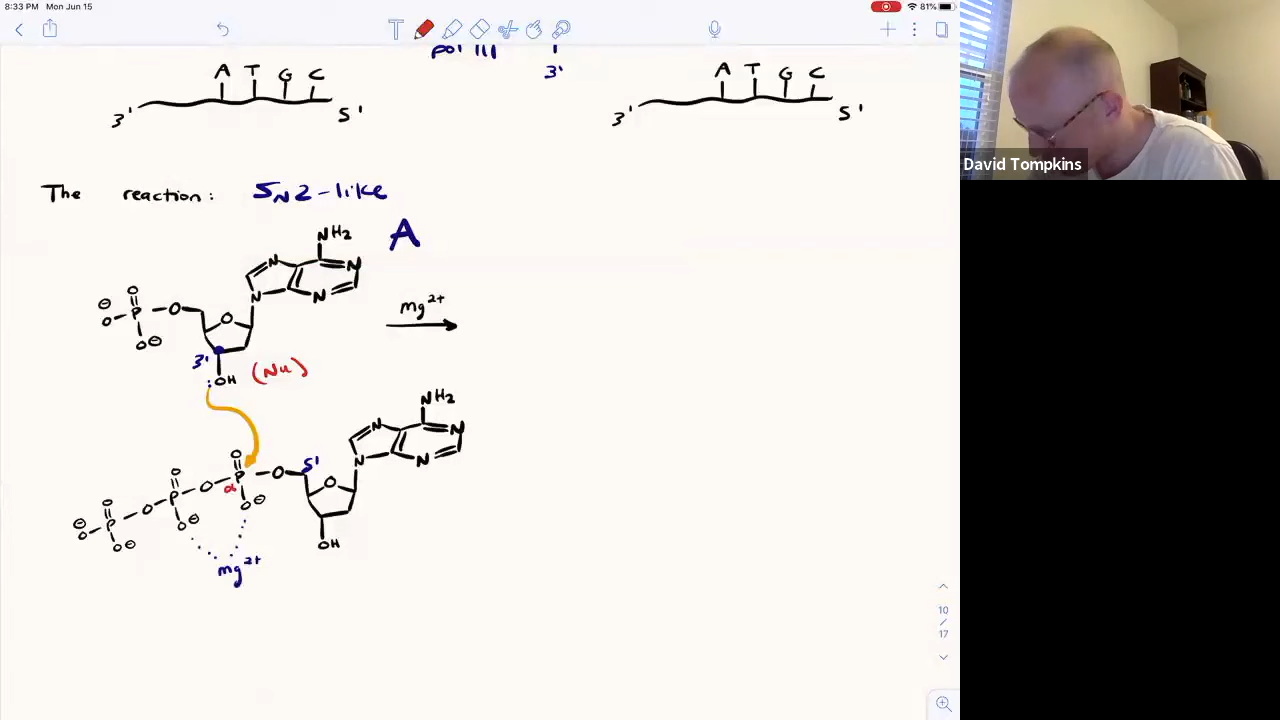 8:33 PM Mon Jun 15
81%
pol III
3'
A T G C
3' 5'
A T G C
3' 5'
The reaction: SN2-like
A
NH2
N
N
N
N
⊖
O
O
P
O
O⊖
O
Mg2+
3'
:OH (Nu)
NH2
N
N
N
N
O
O
O
P
α
O
5'
O
P
O
P
O
O⊖
O⊖
O⊖
⊖
O
OH
Mg2+
10
/
17
David Tompkins